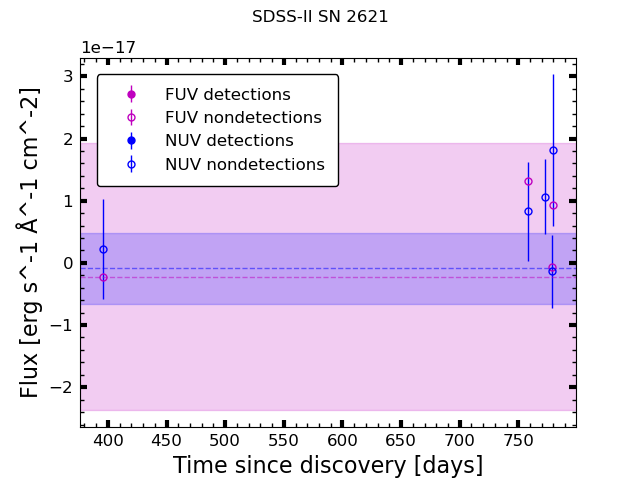 SDSS-II SN 2621
1e−17
FUV detections
FUV nondetections
NUV detections
NUV nondetections
3
2
1
0
−1
−2
Flux [erg s^-1 Å^-1 cm^-2]
400 450 500 550 600 650 700 750
Time since discovery [days]